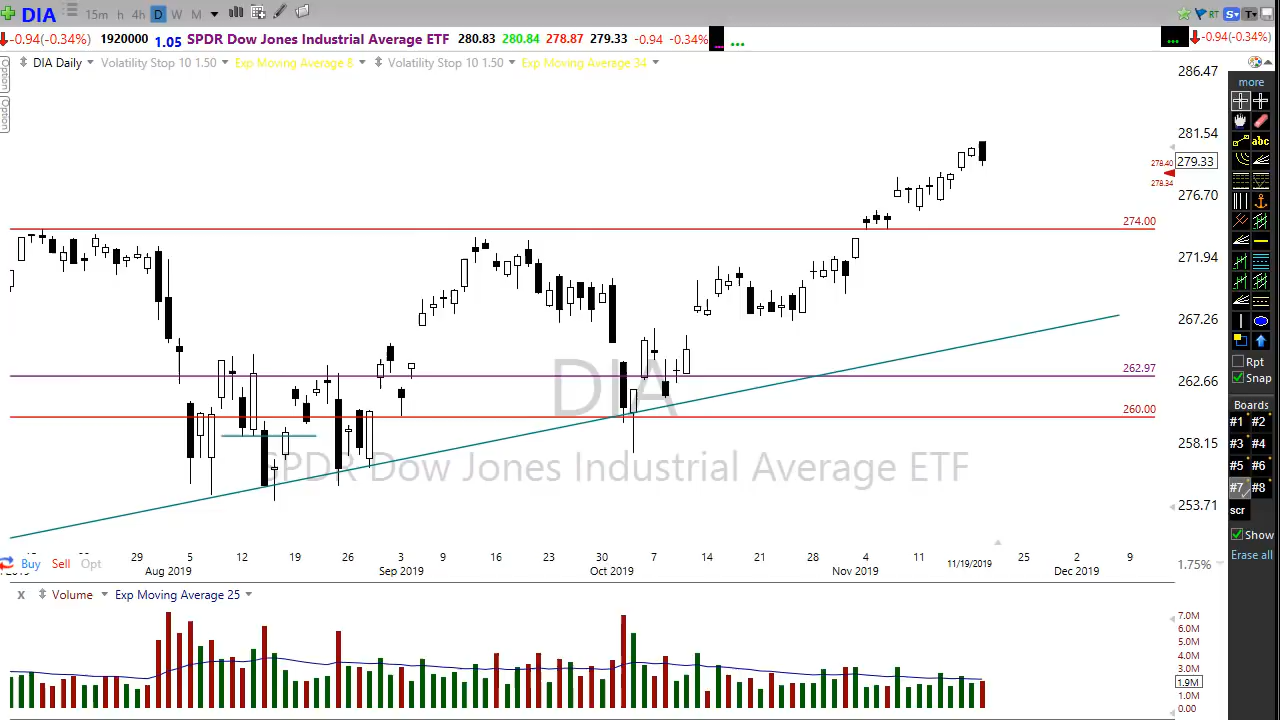 DIA 15m h 4h D W M RT S T
-0.94(-0.34%) 1920000 1.05 SPDR Dow Jones Industrial Average ETF 280.83 280.84 278.87 279.33 -0.94 -0.34% ... ... ... -0.94(-0.34%)
DIA Daily Volatility Stop 10 1.50 Exp Moving Average 8 Volatility Stop 10 1.50 Exp Moving Average 34
Option
Option
286.47
281.54
279.33
278.40
278.34
276.70
274.00
271.94
267.26
262.97
262.66
260.00
258.15
253.71
DIA
SPDR Dow Jones Industrial Average ETF
29 5 12 19 26 3 9 16 23 30 7 14 21 28 4 11 25 2 9
Aug 2019 Sep 2019 Oct 2019 Nov 2019 11/19/2019 Dec 2019
Buy Sell Opt 1.75%
x Volume Exp Moving Average 25
7.0M
6.0M
5.0M
4.0M
3.0M
1.9M
1.0M
0.00
more
abc
Rpt
Snap
Boards
#1 #2
#3 #4
#5 #6
#7 #8
scr
Show
Erase all